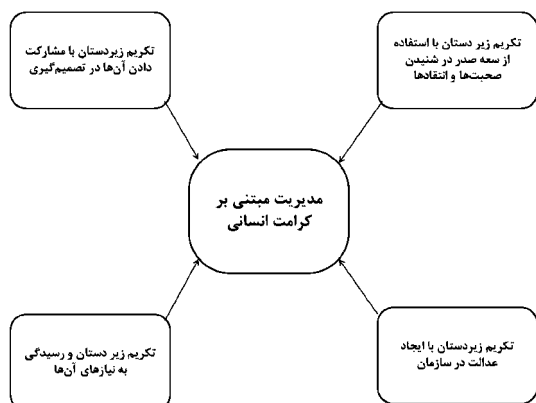 تکریم زیر دستان با استفاده
از سعه صدر در شنیدن
صحبت‌ها و انتقادها
تکریم زیردستان با مشارکت
دادن آن‌ها در تصمیم‌گیری
مدیریت مبتنی بر
کرامت انسانی
تکریم زیردستان با ایجاد
عدالت در سازمان
تکریم زیر دستان و رسیدگی
به نیازهای آن‌ها